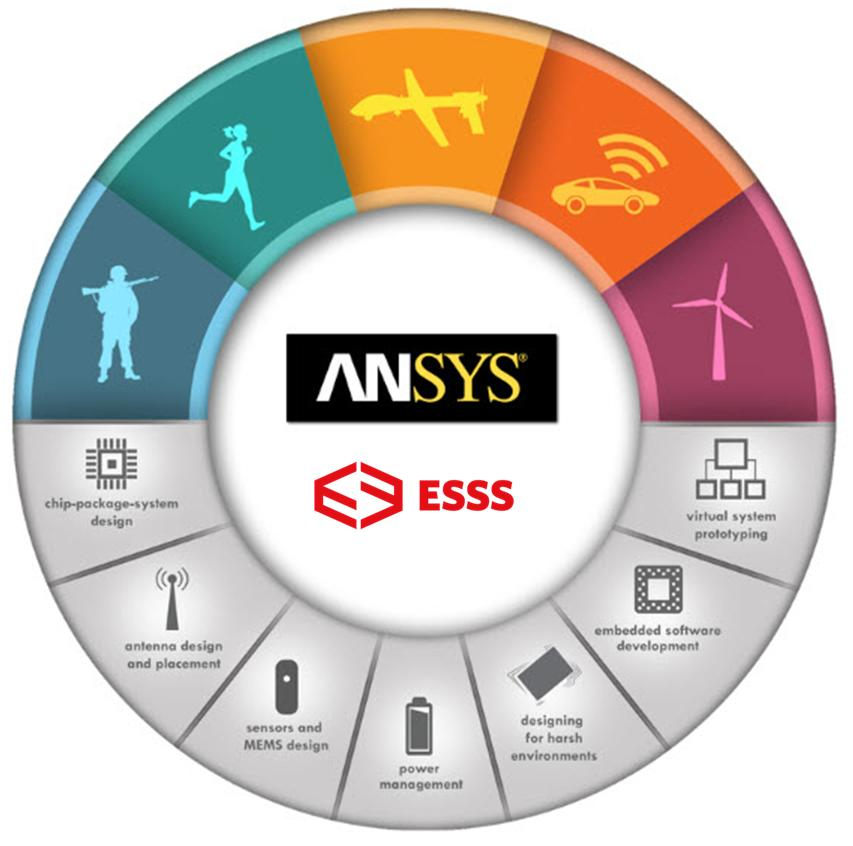 ANSYS®
ESSS
chip-package-system
design
antenna design
and placement
sensors and
MEMS design
power
management
designing
for harsh
environments
embedded software
development
virtual system
prototyping